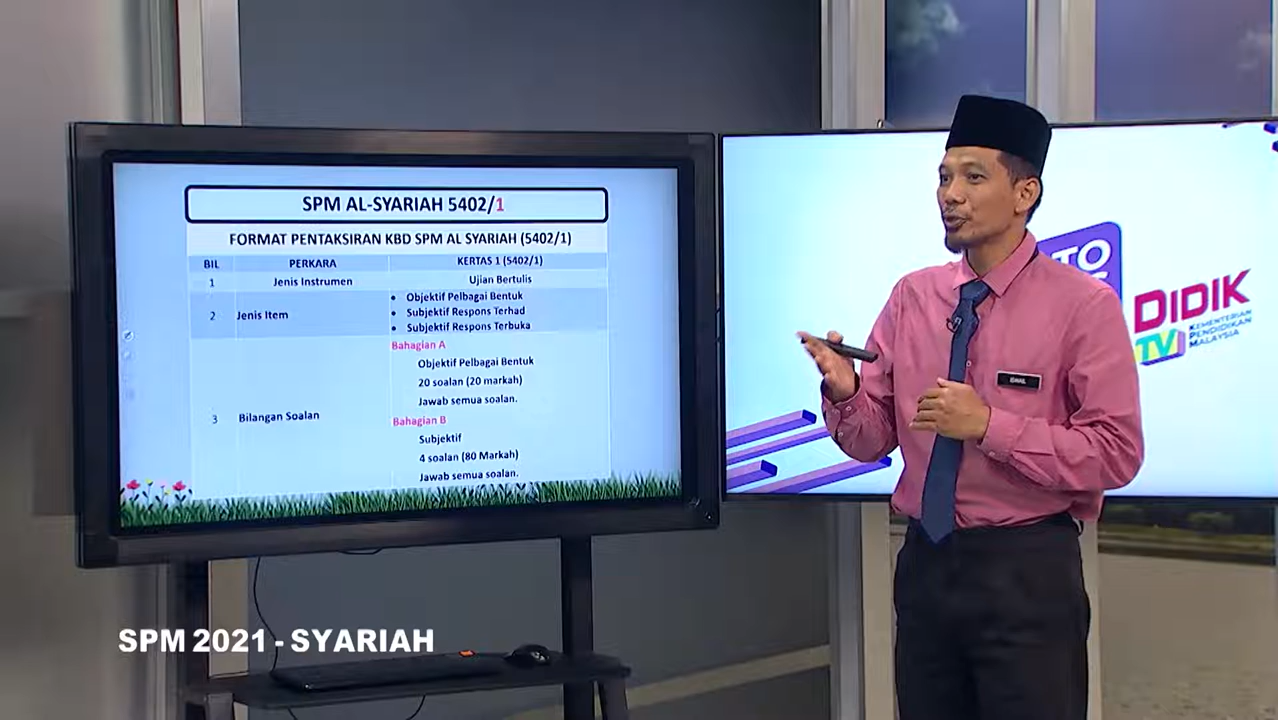 SPM AL-SYARIAH 5402/1
FORMAT PENTAKSIRAN KBD SPM AL SYARIAH (5402/1)
BIL PERKARA KERTAS 1 (5402/1)
1 Jenis Instrumen Ujian Bertulis
2 Jenis Item
• Objektif Pelbagai Bentuk
• Subjektif Respons Terhad
• Subjektif Respons Terbuka
3 Bilangan Soalan
Bahagian A
Objektif Pelbagai Bentuk
20 soalan (20 markah)
Jawab semua soalan.
Bahagian B
Subjektif
4 soalan (80 Markah)
Jawab semua soalan.
TO
DIDIK
TV
KEMENTERIAN
PENDIDIKAN
MALAYSIA
ISMAIL
SPM 2021 - SYARIAH